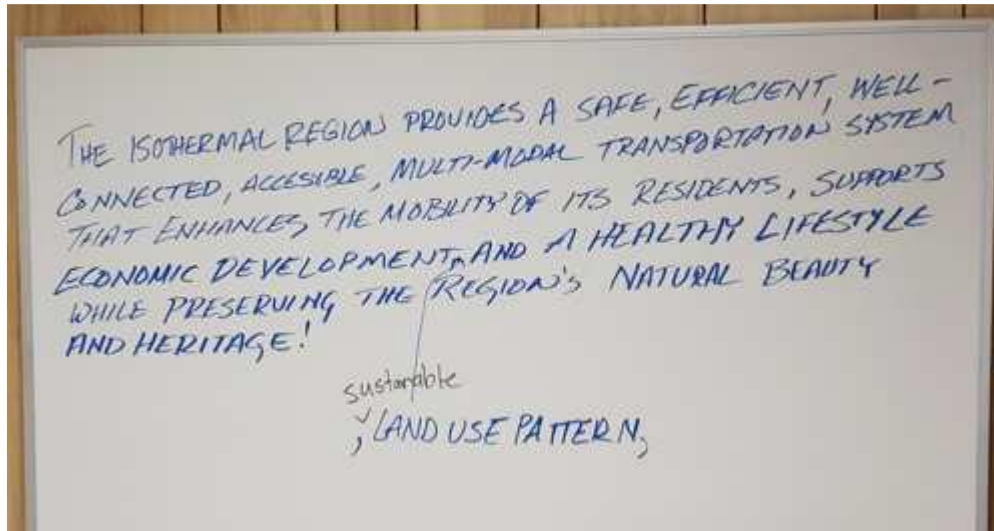 THE ISOTHERMAL REGION PROVIDES A SAFE, EFFICIENT, WELL-
CONNECTED, ACCESIBLE, MULTI-MODAL TRANSPORTATION SYSTEM
THAT ENHANCES THE MOBILITY OF ITS RESIDENTS, SUPPORTS
ECONOMIC DEVELOPMENT, AND A HEALTHY LIFESTYLE
WHILE PRESERVING THE REGION'S NATURAL BEAUTY
AND HERITAGE!
sustanable
, LAND USE PATTERN,